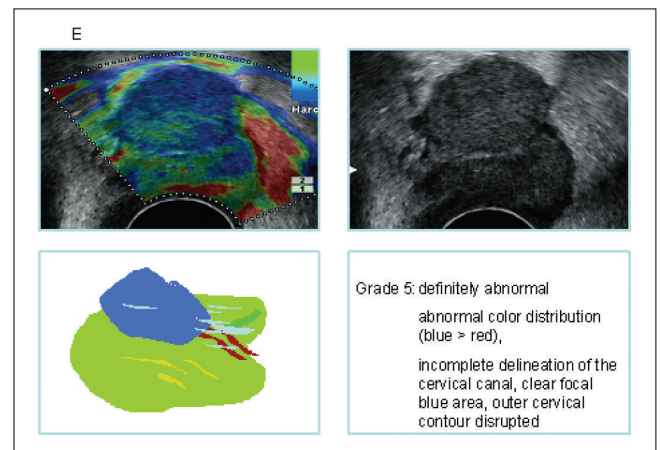 E
Harc
2
1
Grade 5: definitely abnormal
abnormal color distribution
(blue > red),
incomplete delineation of the
cervical canal, clear focal
blue area, outer cervical
contour disrupted